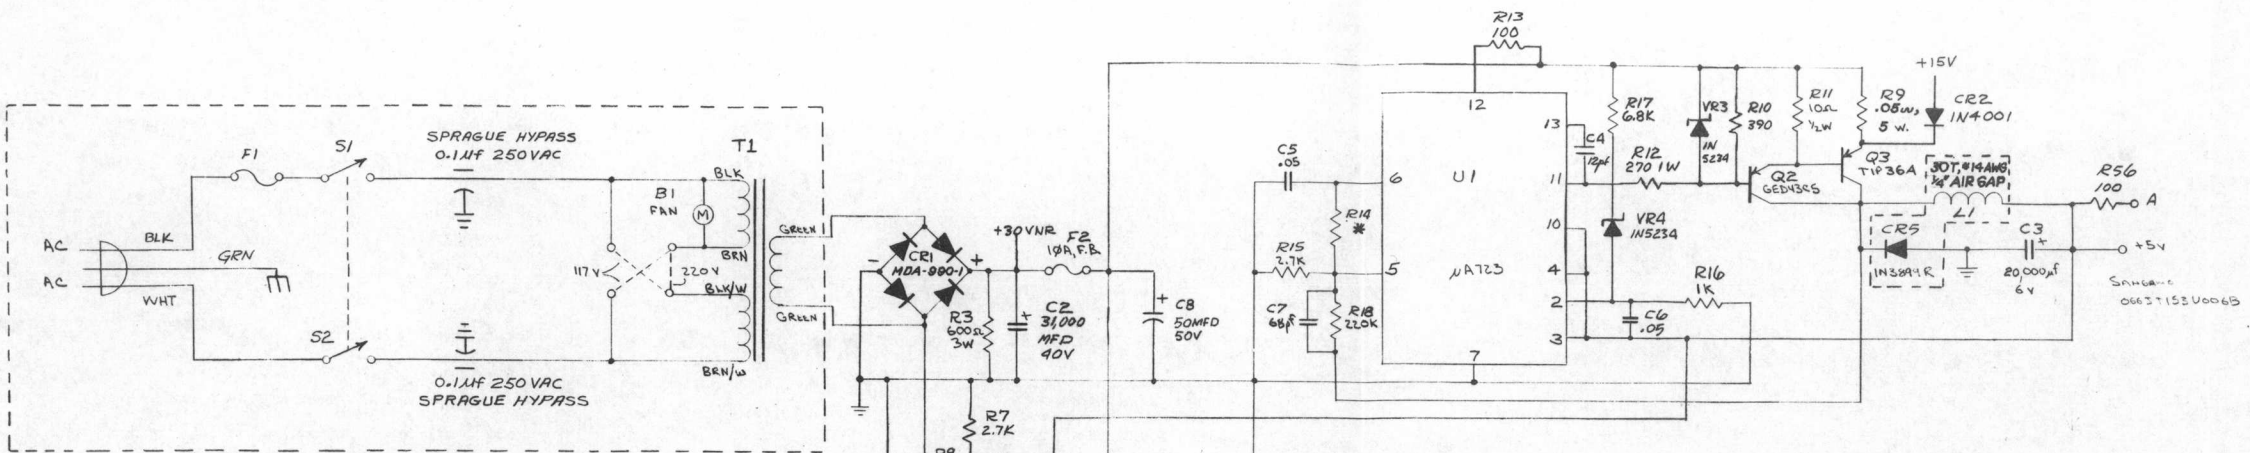 F1
S1
SPRAGUE HYPASS
0.1µf 250VAC
T1
BLK
B1
FAN
M
AC
BLK
GRN
AC
WHT
117V
220V
BRN
BLK/W
S2
0.1µf 250VAC
SPRAGUE HYPASS
BRN/W
GREEN
GREEN
-
CR1
MDA-990-1
+
+30VNR
F2
10A, F.B.
R3
600Ω
3W
+
C2
31,000
MFD
40V
R7
2.7K
+
C8
50MFD
50V
R13
100
C5
.05
R14
*
R15
2.7K
C7
68pf
R18
220K
12
6
5
U1
µA723
7
13
11
10
4
2
3
C4
12pf
R17
6.8K
R12
270 1W
VR3
1N
5234
R10
390
R11
10Ω
½W
R9
.05ω,
5 W.
+15V
CR2
1N4001
Q3
TIP36A
Q2
VR4
1N5234
R16
1K
C6
.05
30T, #14AWG
¼" AIR GAP
L1
CR5
1N3899R
C3
+
20,000µf
6V
R56
100
A
+5V
0663T153U006B